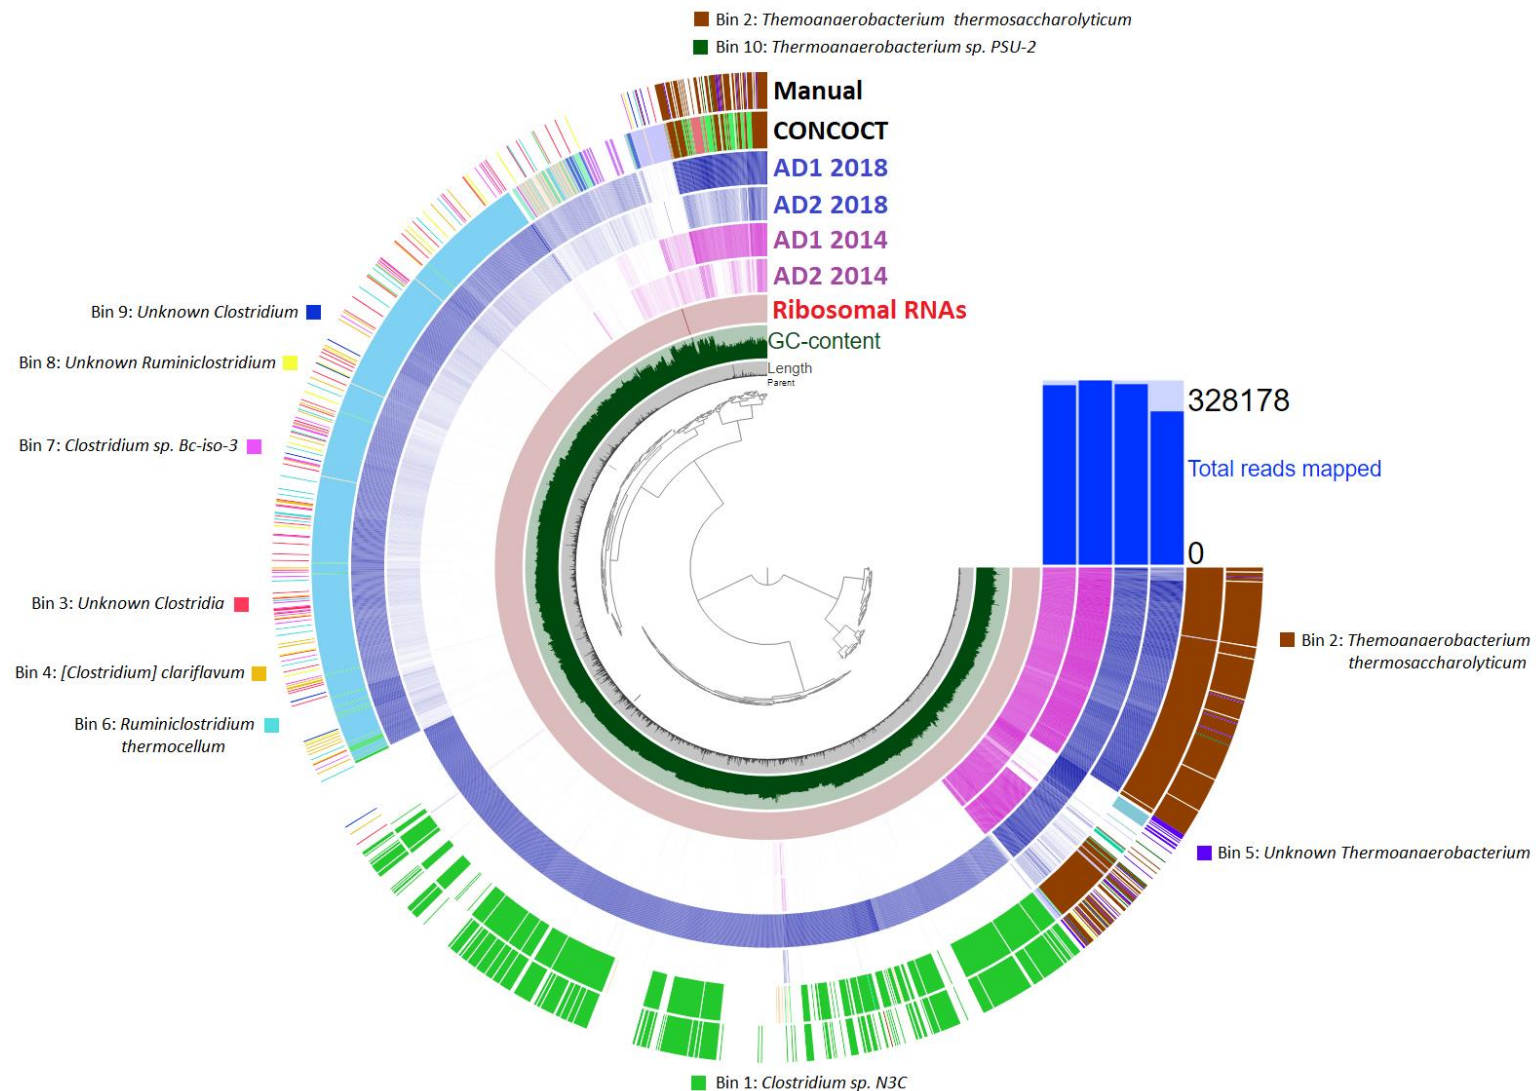 Bin 2: Themoanaerobacterium thermosaccharolyticum
Bin 10: Thermoanaerobacterium sp. PSU-2
Manual
CONCOCT
AD1 2018
AD2 2018
AD1 2014
AD2 2014
Ribosomal RNAs
GC-content
Length
Parent
Bin 9: Unknown Clostridium
Bin 8: Unknown Ruminiclostridium
Bin 7: Clostridium sp. Bc-iso-3
Bin 3: Unknown Clostridia
Bin 4: [Clostridium] clariflavum
Bin 6: Ruminiclostridium
thermocellum
328178
Total reads mapped
0
Bin 2: Themoanaerobacterium
thermosaccharolyticum
Bin 5: Unknown Thermoanaerobacterium
Bin 1: Clostridium sp. N3C